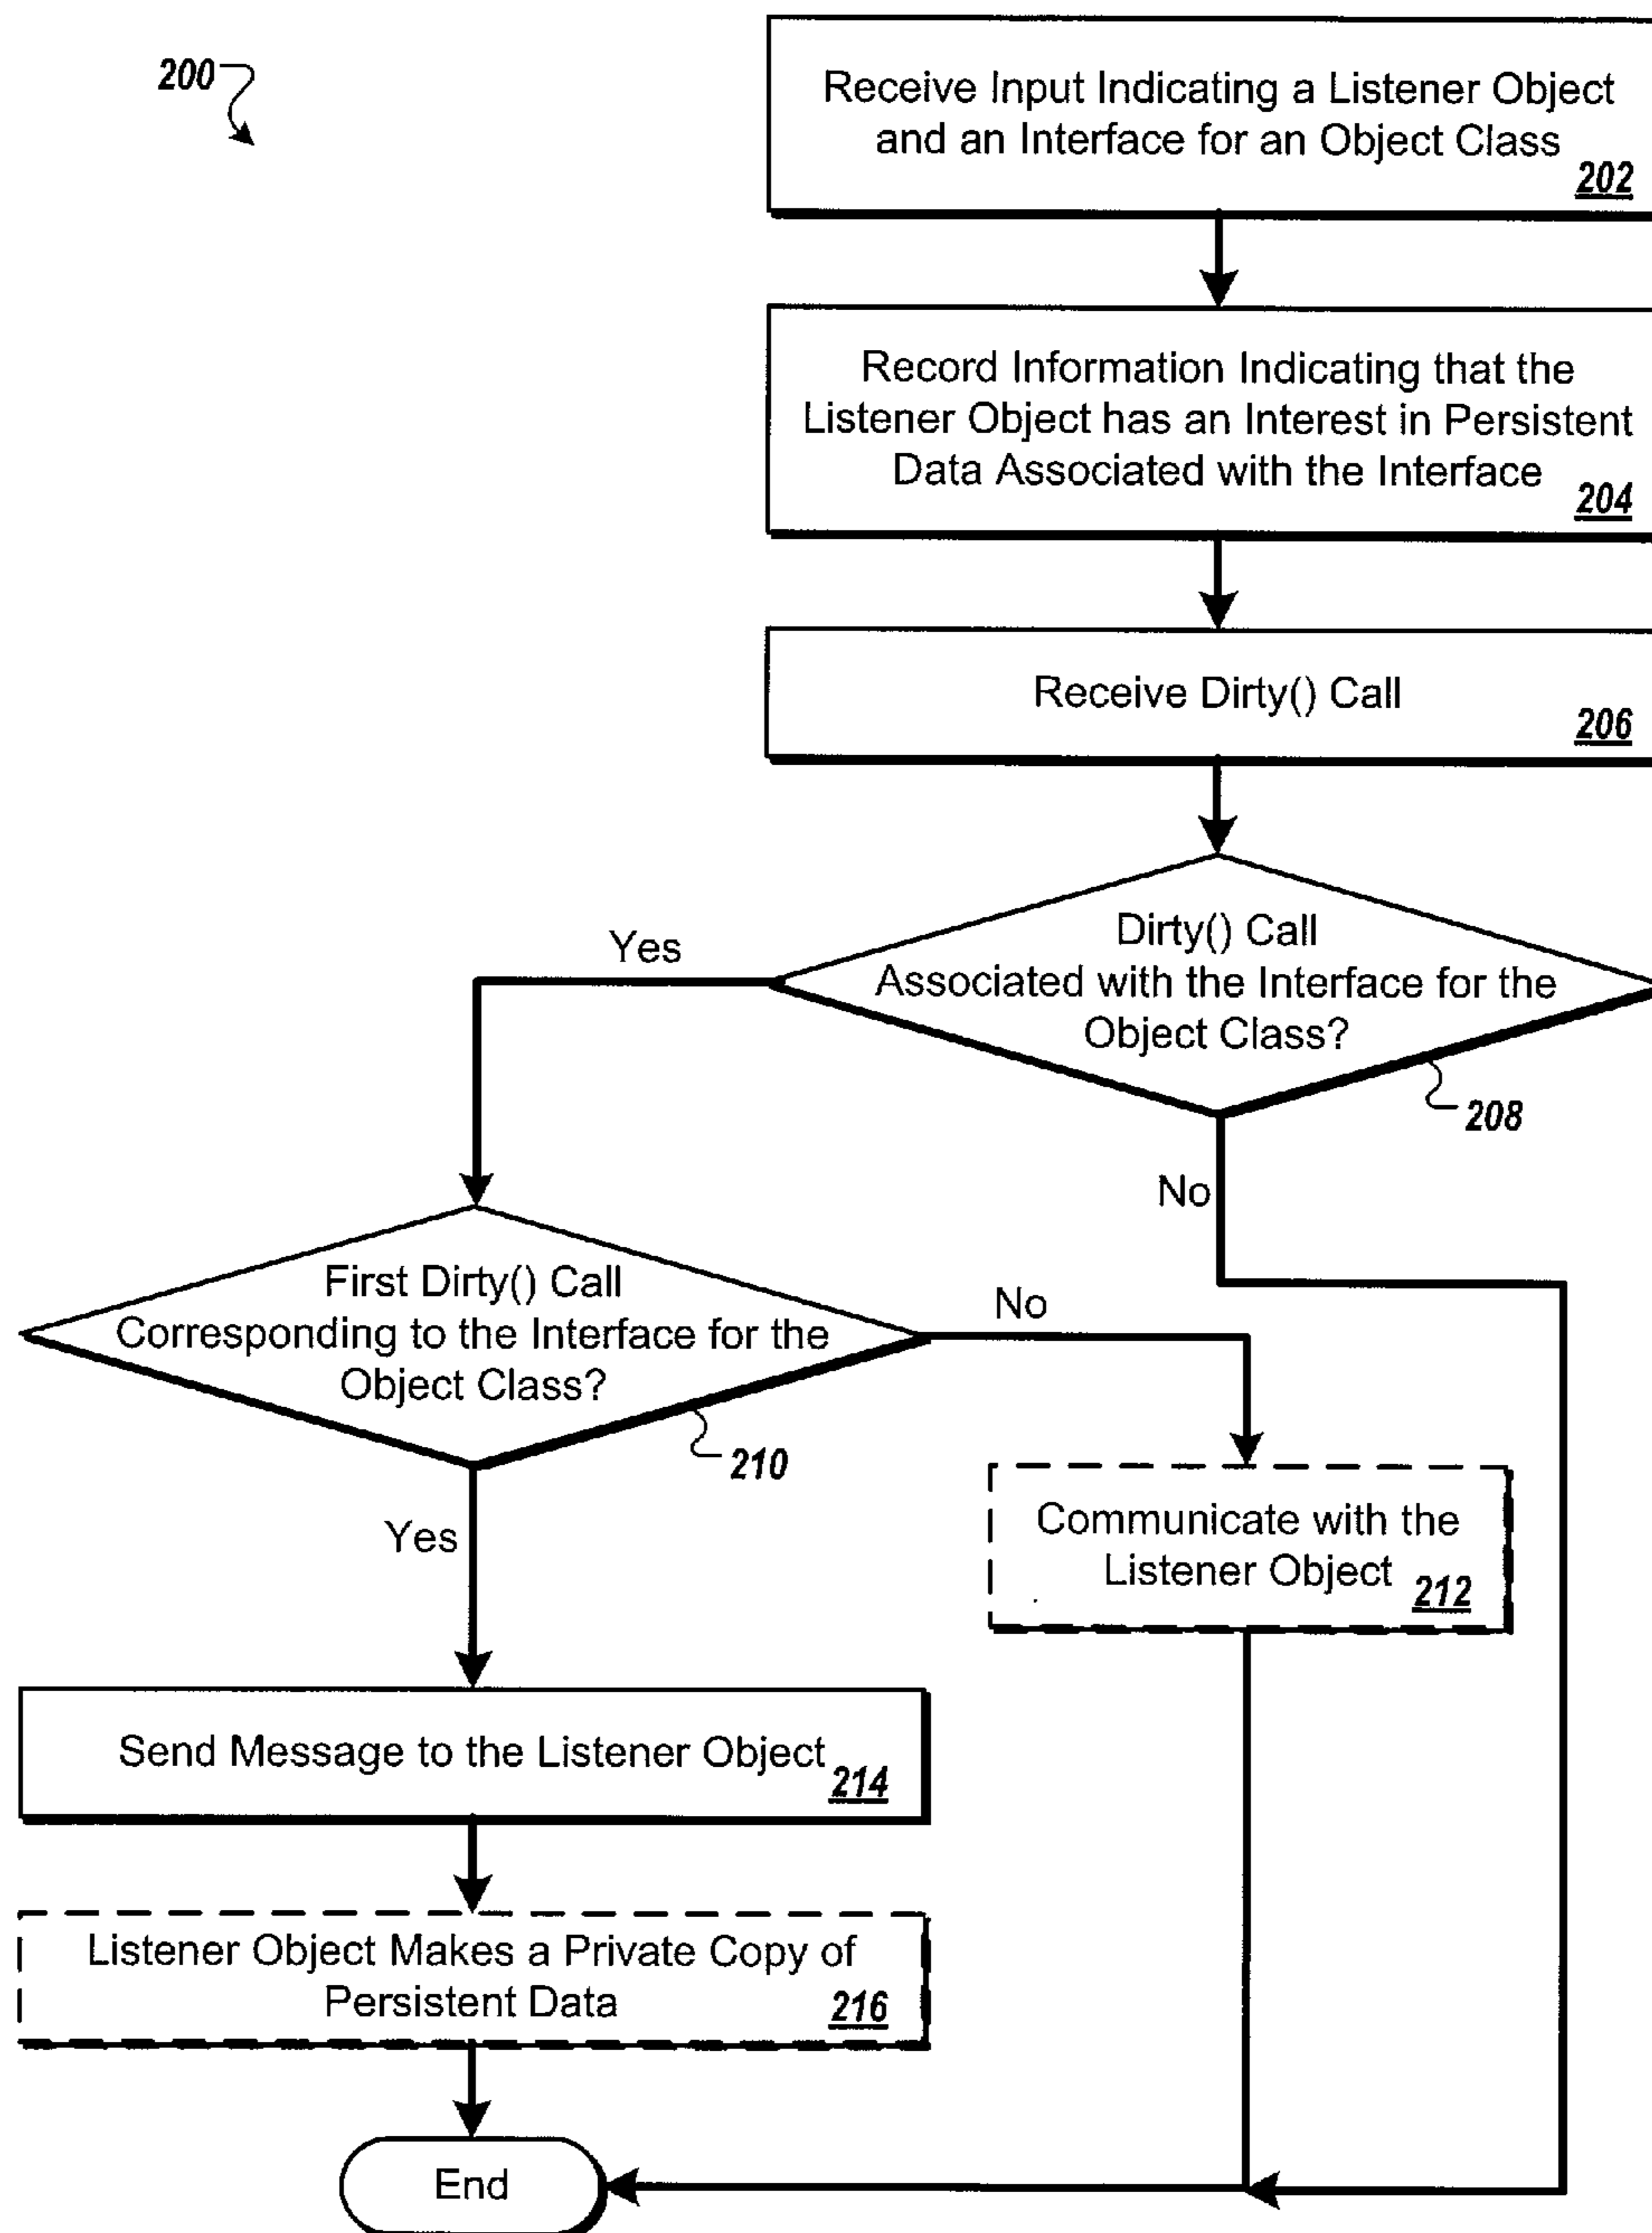 200
Receive Input Indicating a Listener Object
and an Interface for an Object Class
202
Record Information Indicating that the
Listener Object has an Interest in Persistent
Data Associated with the Interface
204
Receive Dirty() Call
206
Dirty() Call
Associated with the Interface for the
Object Class?
208
Yes
No
First Dirty() Call
Corresponding to the Interface for the
Object Class?
210
No
Yes
Communicate with the
Listener Object
212
Send Message to the Listener Object
214
Listener Object Makes a Private Copy of
Persistent Data
216
End